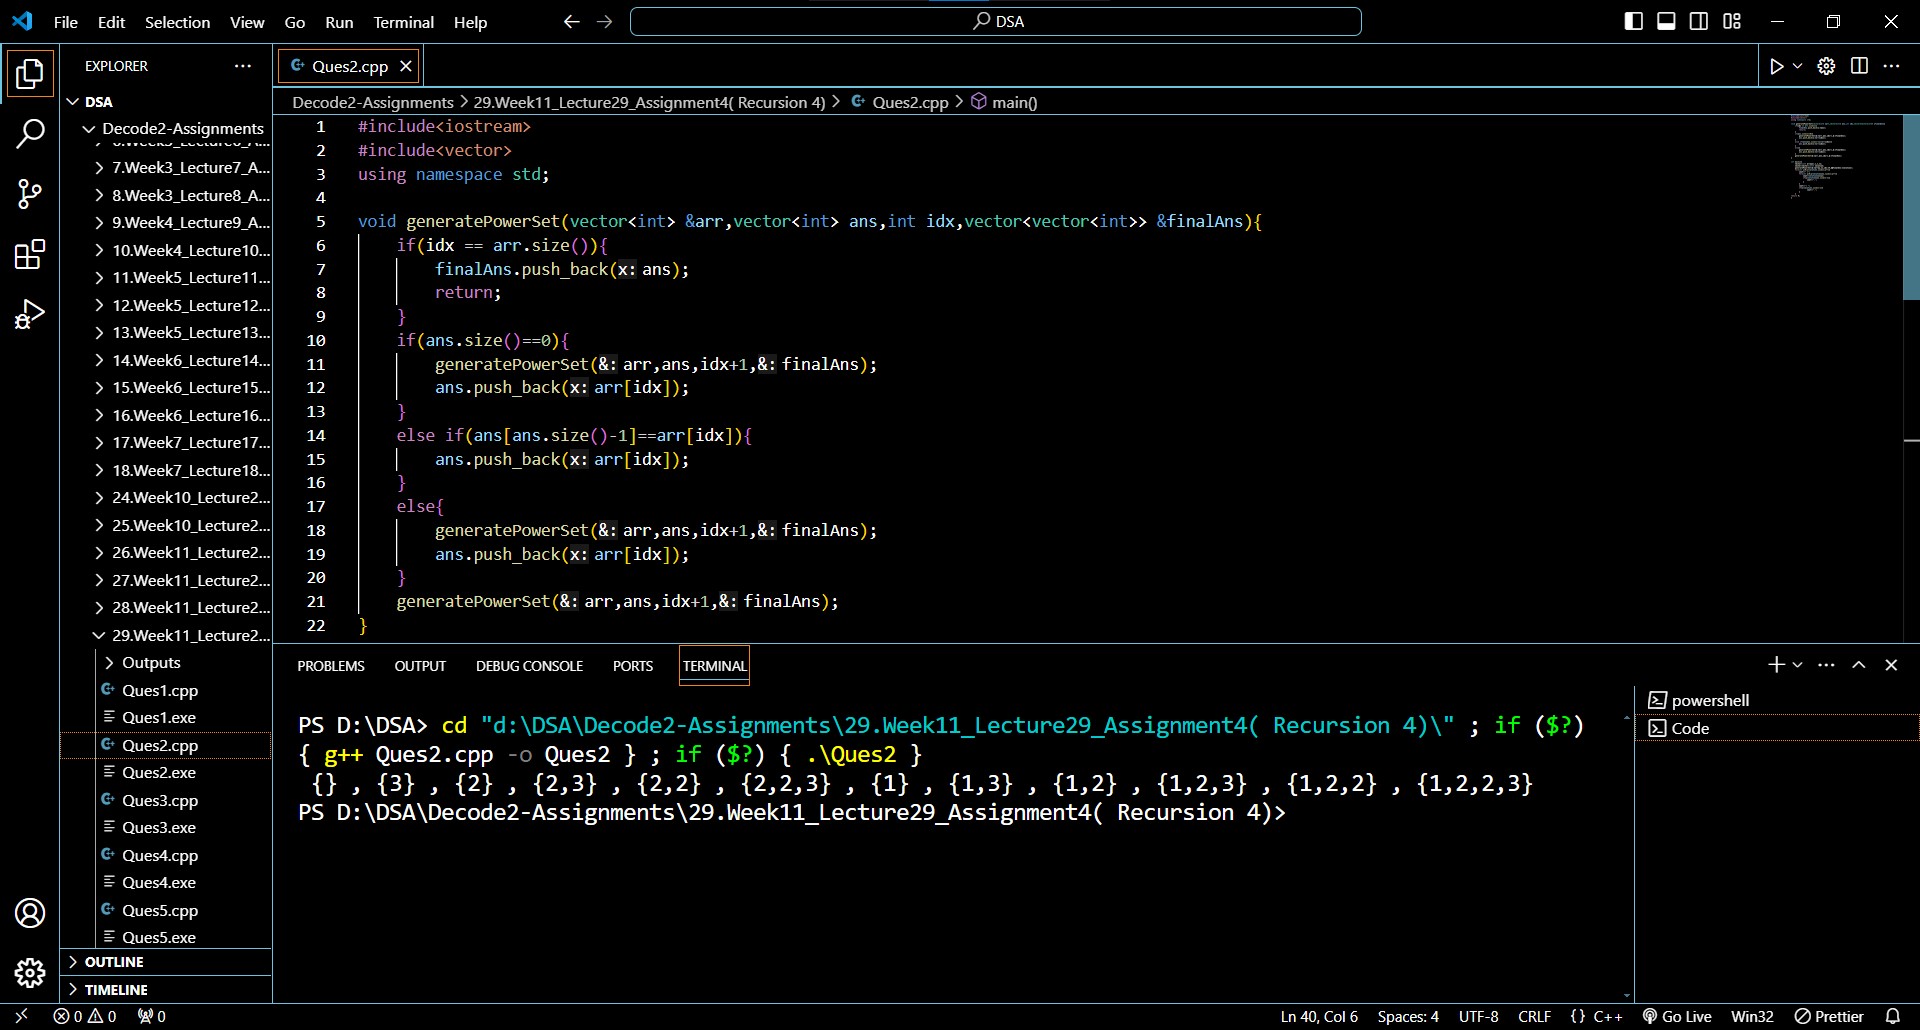 File Edit Selection View Go Run Terminal Help
DSA
EXPLORER
DSA
Decode2-Assignments
7.Week3_Lecture7_A...
8.Week3_Lecture8_A...
9.Week4_Lecture9_A...
10.Week4_Lecture10...
11.Week5_Lecture11...
12.Week5_Lecture12...
13.Week5_Lecture13...
14.Week6_Lecture14...
15.Week6_Lecture15...
16.Week6_Lecture16...
17.Week7_Lecture17...
18.Week7_Lecture18...
24.Week10_Lecture2...
25.Week10_Lecture2...
26.Week11_Lecture2...
27.Week11_Lecture2...
28.Week11_Lecture2...
29.Week11_Lecture2...
Outputs
Ques1.cpp
Ques1.exe
Ques2.cpp
Ques2.exe
Ques3.cpp
Ques3.exe
Ques4.cpp
Ques4.exe
Ques5.cpp
Ques5.exe
OUTLINE
TIMELINE
Ques2.cpp
Decode2-Assignments > 29.Week11_Lecture29_Assignment4( Recursion 4) > Ques2.cpp > main()
1 #include<iostream>
2 #include<vector>
3 using namespace std;
4
5 void generatePowerSet(vector<int> &arr,vector<int> ans,int idx,vector<vector<int>> &finalAns){
6 if(idx == arr.size()){
7 finalAns.push_back(x: ans);
8 return;
9 }
10 if(ans.size()==0){
11 generatePowerSet(&: arr,ans,idx+1,&: finalAns);
12 ans.push_back(x: arr[idx]);
13 }
14 else if(ans[ans.size()-1]==arr[idx]){
15 ans.push_back(x: arr[idx]);
16 }
17 else{
18 generatePowerSet(&: arr,ans,idx+1,&: finalAns);
19 ans.push_back(x: arr[idx]);
20 }
21 generatePowerSet(&: arr,ans,idx+1,&: finalAns);
22 }
PROBLEMS OUTPUT DEBUG CONSOLE PORTS TERMINAL
PS D:\DSA> cd "d:\DSA\Decode2-Assignments\29.Week11_Lecture29_Assignment4( Recursion 4)\" ; if ($?)
{ g++ Ques2.cpp -o Ques2 } ; if ($?) { .\Ques2 }
{} , {3} , {2} , {2,3} , {2,2} , {2,2,3} , {1} , {1,3} , {1,2} , {1,2,3} , {1,2,2} , {1,2,2,3}
PS D:\DSA\Decode2-Assignments\29.Week11_Lecture29_Assignment4( Recursion 4)>
powershell
Code
0 0 0
Ln 40, Col 6 Spaces: 4 UTF-8 CRLF {} C++ Go Live Win32 Prettier